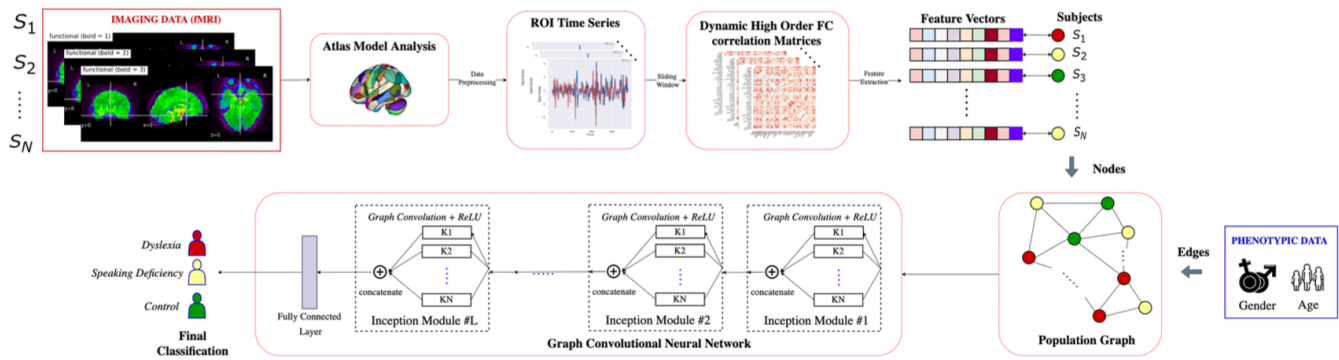 S1
S2
SN
IMAGING DATA (fMRI)
functional (bold = 1)
functional (bold = 2)
functional (bold = 3)
L
R
y=0
x=0
z=0
Atlas Model Analysis
Data
Preprocessing
ROI Time Series
Sliding
Window
Dynamic High Order FC
correlation Matrices
Feature
Extraction
Feature Vectors
Subjects
S1
S2
S3
SN
Nodes
PHENOTYPIC DATA
Gender
Age
Edges
Population Graph
Graph Convolution + ReLU
K1
K2
KN
concatenate
Inception Module #1
Graph Convolution + ReLU
K1
K2
KN
concatenate
Inception Module #2
Graph Convolution + ReLU
K1
K2
KN
concatenate
Inception Module #L
Fully Connected
Layer
Graph Convolutional Neural Network
Dyslexia
Speaking Deficiency
Control
Final
Classification